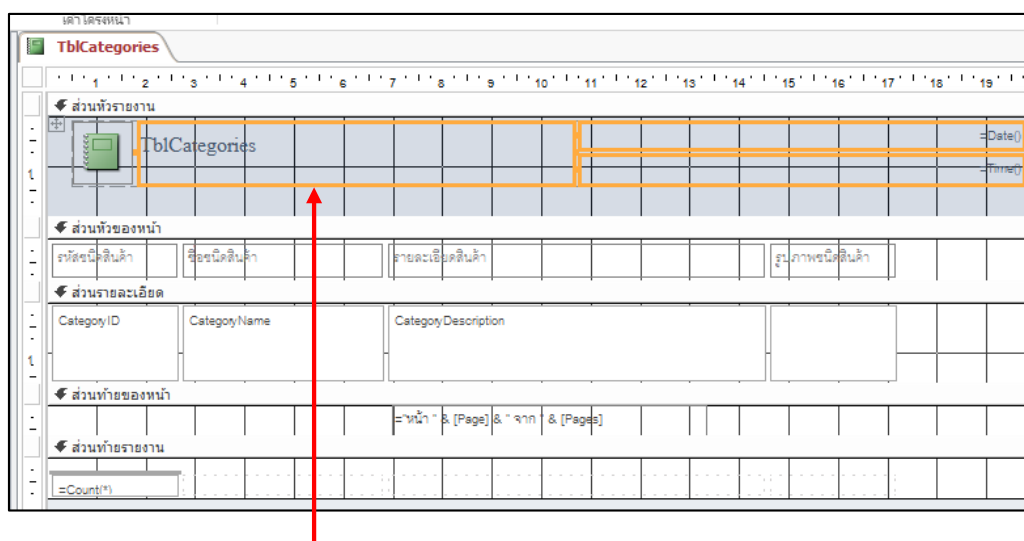 เค้าโครงหน้า
TblCategories
1 2 3 4 5 6 7 8 9 10 11 12 13 14 15 16 17 18 19
ส่วนหัวรายงาน
TblCategories
=Date()
=Time()
1
ส่วนหัวของหน้า
รหัสชนิดสินค้า ชื่อชนิดสินค้า รายละเอียดสินค้า รูปภาพชนิดสินค้า
ส่วนรายละเอียด
CategoryID CategoryName CategoryDescription
1
ส่วนท้ายของหน้า
="หน้า " & [Page] & " จาก " & [Pages]
ส่วนท้ายรายงาน
=Count(*)